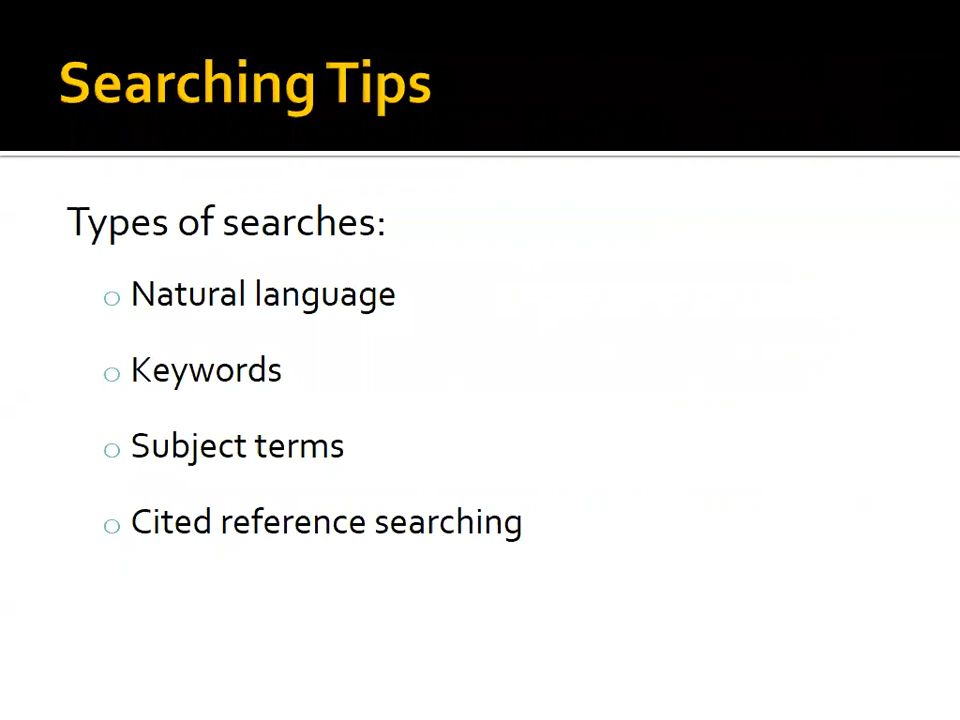 Searching Tips
Types of searches:
Natural language
Keywords
Subject terms
Cited reference searching